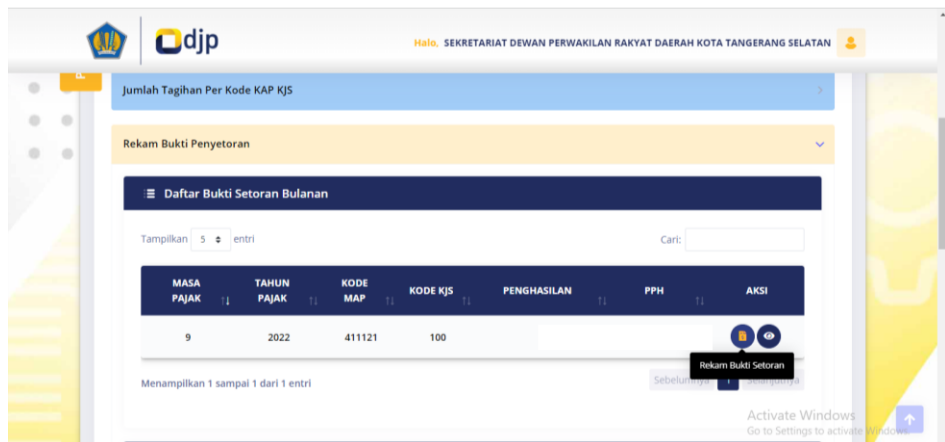 djp
Halo, SEKRETARIAT DEWAN PERWAKILAN RAKYAT DAERAH KOTA TANGERANG SELATAN
P
Jumlah Tagihan Per Kode KAP KJS
Rekam Bukti Penyetoran
Daftar Bukti Setoran Bulanan
Tampilkan 5 entri
Cari:
MASA PAJAK TAHUN PAJAK KODE MAP KODE KJS PENGHASILAN PPH AKSI
9 2022 411121 100
Rekam Bukti Setoran
Menampilkan 1 sampai 1 dari 1 entri
Sebelumnya 1 Selanjutnya
Activate Windows
Go to Settings to activate Windows.